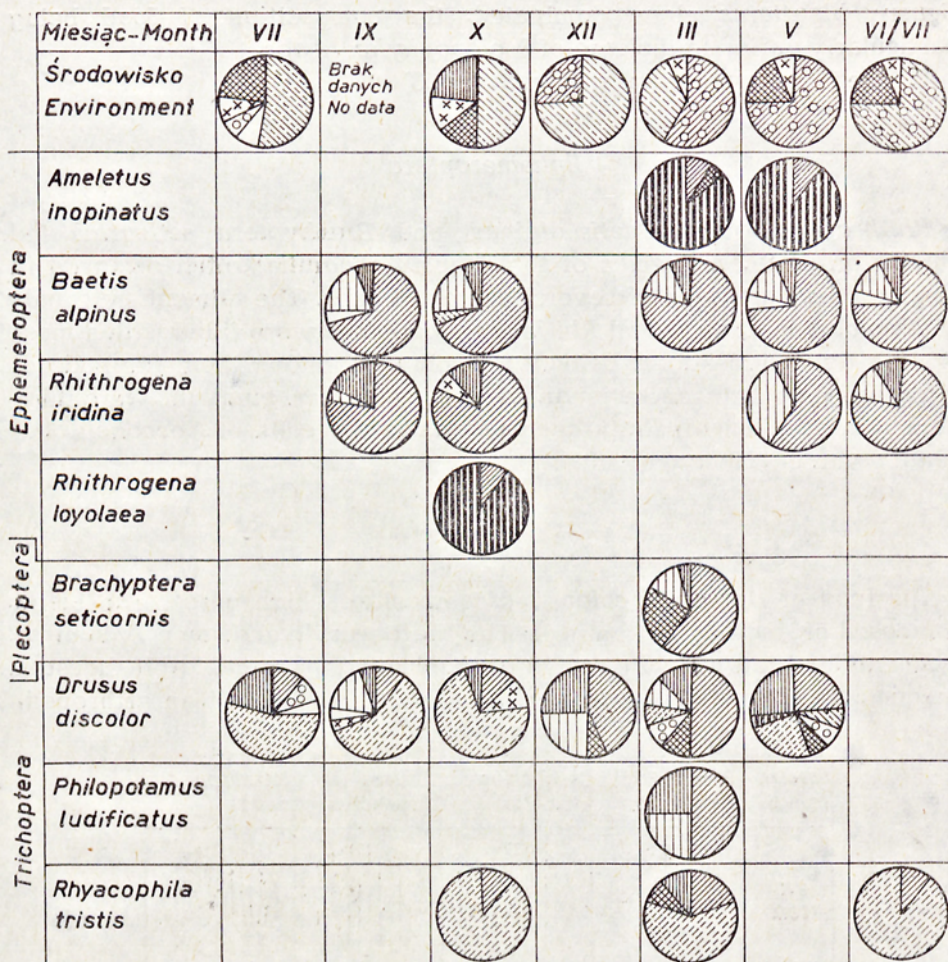 Miesiąc-Month VII IX X XII III V VI/VII
Środowisko
Environment
Brak
danych
No data
Ephemeroptera
Ameletus
inopinatus
Baetis
alpinus
Rhithrogena
iridina
Rhithrogena
loyolaea
Plecoptera
Brachyptera
seticornis
Trichoptera
Drusus
discolor
Philopotamus
ludificatus
Rhyacophila
tristis